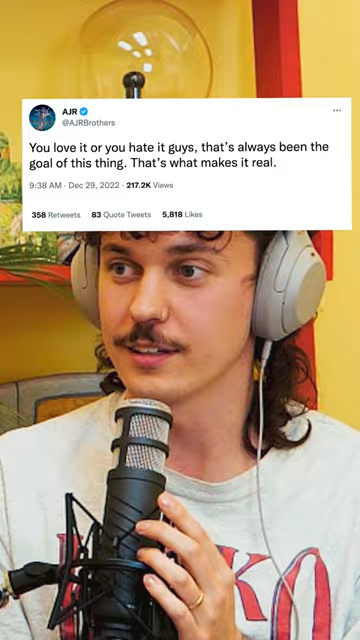 AJR
@AJRBrothers
You love it or you hate it guys, that's always been the
goal of this thing. That's what makes it real.
9:38 AM · Dec 29, 2022 · 217.2K Views
358 Retweets 83 Quote Tweets 5,818 Likes